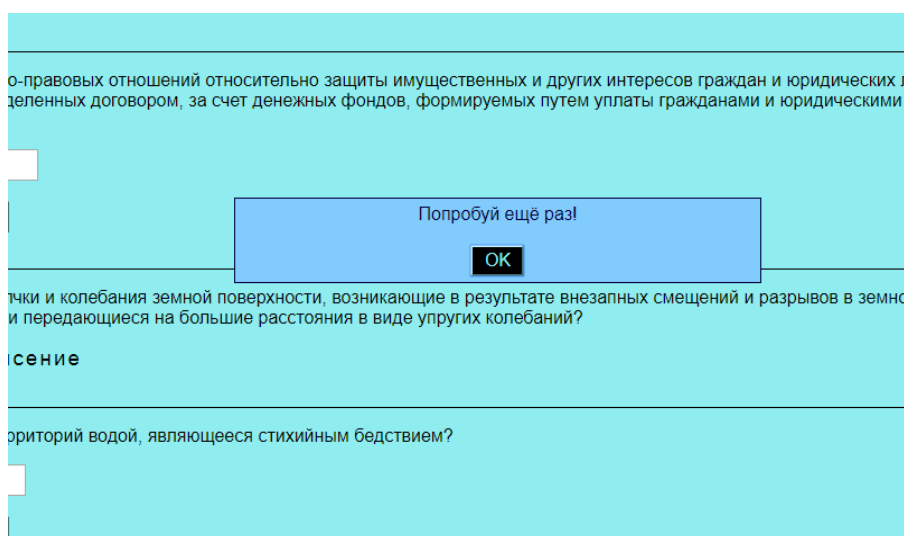 о-правовых отношений относительно защиты имущественных и других интересов граждан и юридических
деленных договором, за счет денежных фондов, формируемых путем уплаты гражданами и юридическими
Попробуй ещё раз!
OK
лчки и колебания земной поверхности, возникающие в результате внезапных смещений и разрывов в земно
и передающиеся на большие расстояния в виде упругих колебаний?
сение
рриторий водой, являющееся стихийным бедствием?